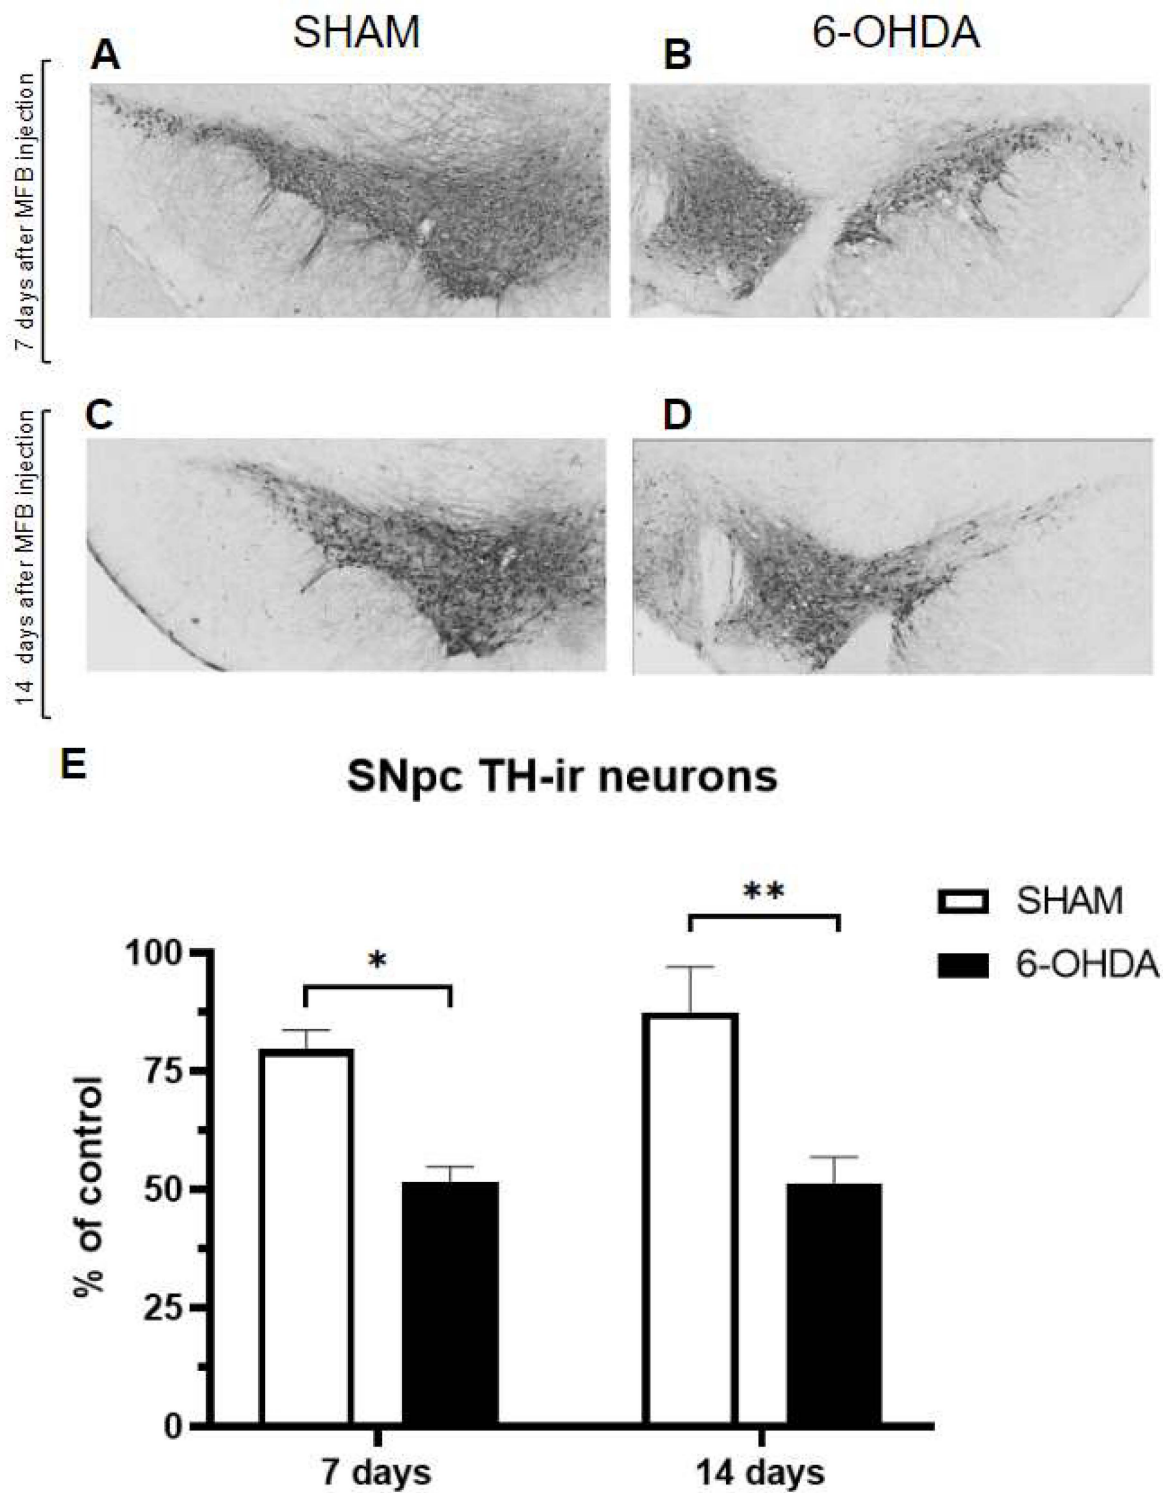 SHAM
6-OHDA
A
B
7 days after MFB injection
C
D
14 days after MFB injection
E
SNpc TH-ir neurons
**
SHAM
*
6-OHDA
100
75
50
25
0
% of control
7 days
14 days